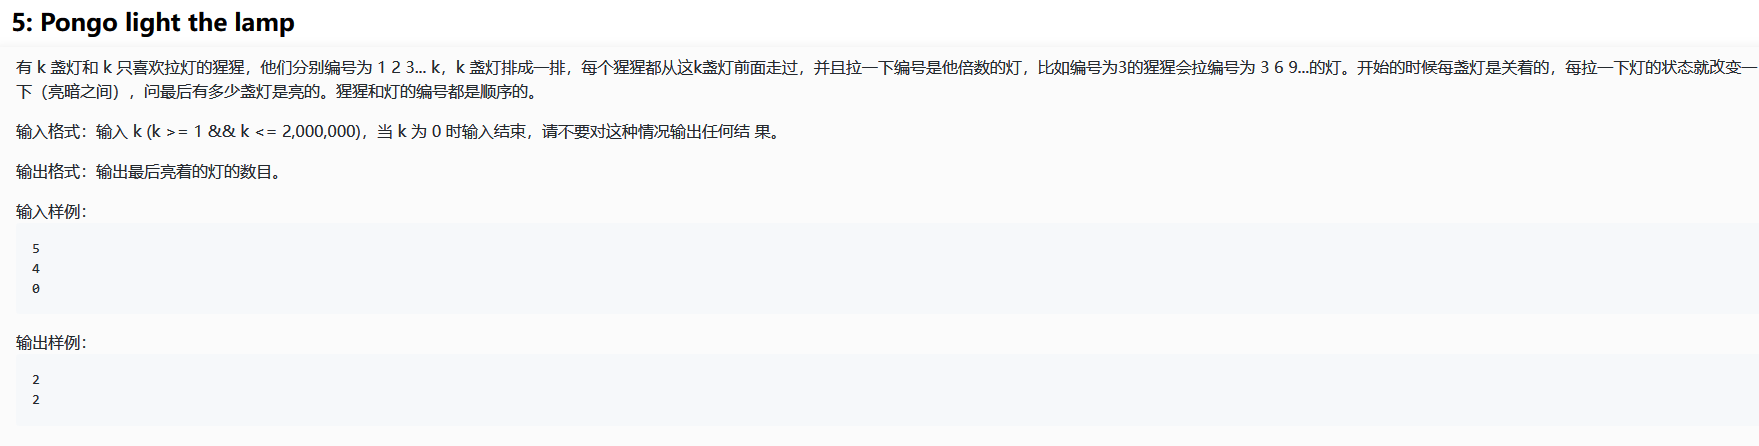 5: Pongo light the lamp
有 k 盏灯和 k 只喜欢拉灯的猩猩，他们分别编号为 1 2 3... k，k 盏灯排成一排，每个猩猩都从这k盏灯前面走过，并且拉一下编号是他倍数的灯，比如编号为3的猩猩会拉编号为 3 6 9...的灯。开始的时候每盏灯是关着的，每拉一下灯的状态就改变一
下（亮暗之间），问最后有多少盏灯是亮的。猩猩和灯的编号都是顺序的。
输入格式：输入 k (k >= 1 && k <= 2,000,000)，当 k 为 0 时输入结束，请不要对这种情况输出任何结 果。
输出格式：输出最后亮着的灯的数目。
输入样例：
5
4
0
输出样例：
2
2